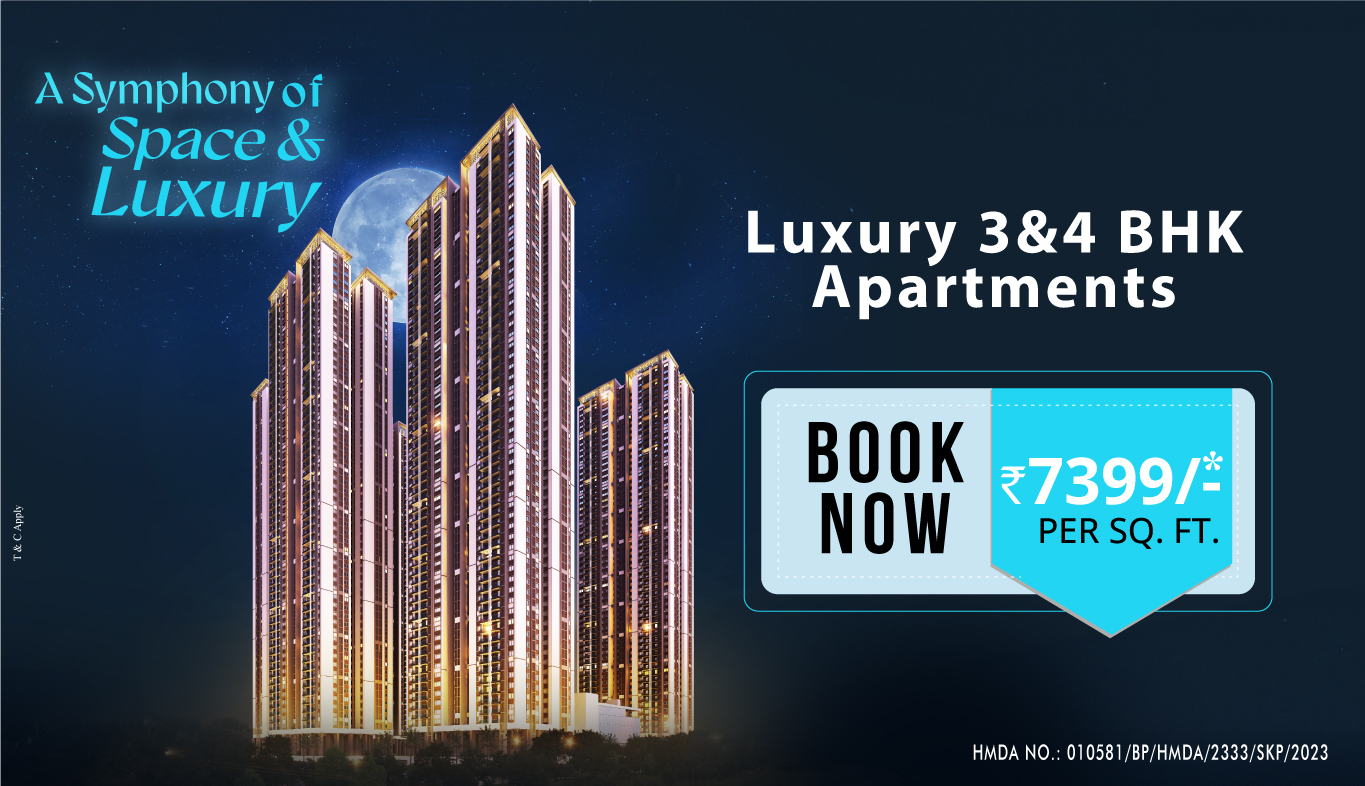 A Symphony of
Space &
Luxury
Luxury 3&4 BHK
Apartments
BOOK
NOW
₹7399/-*
PER SQ. FT.
T & C Apply
HMDA NO.: 010581/BP/HMDA/2333/SKP/2023